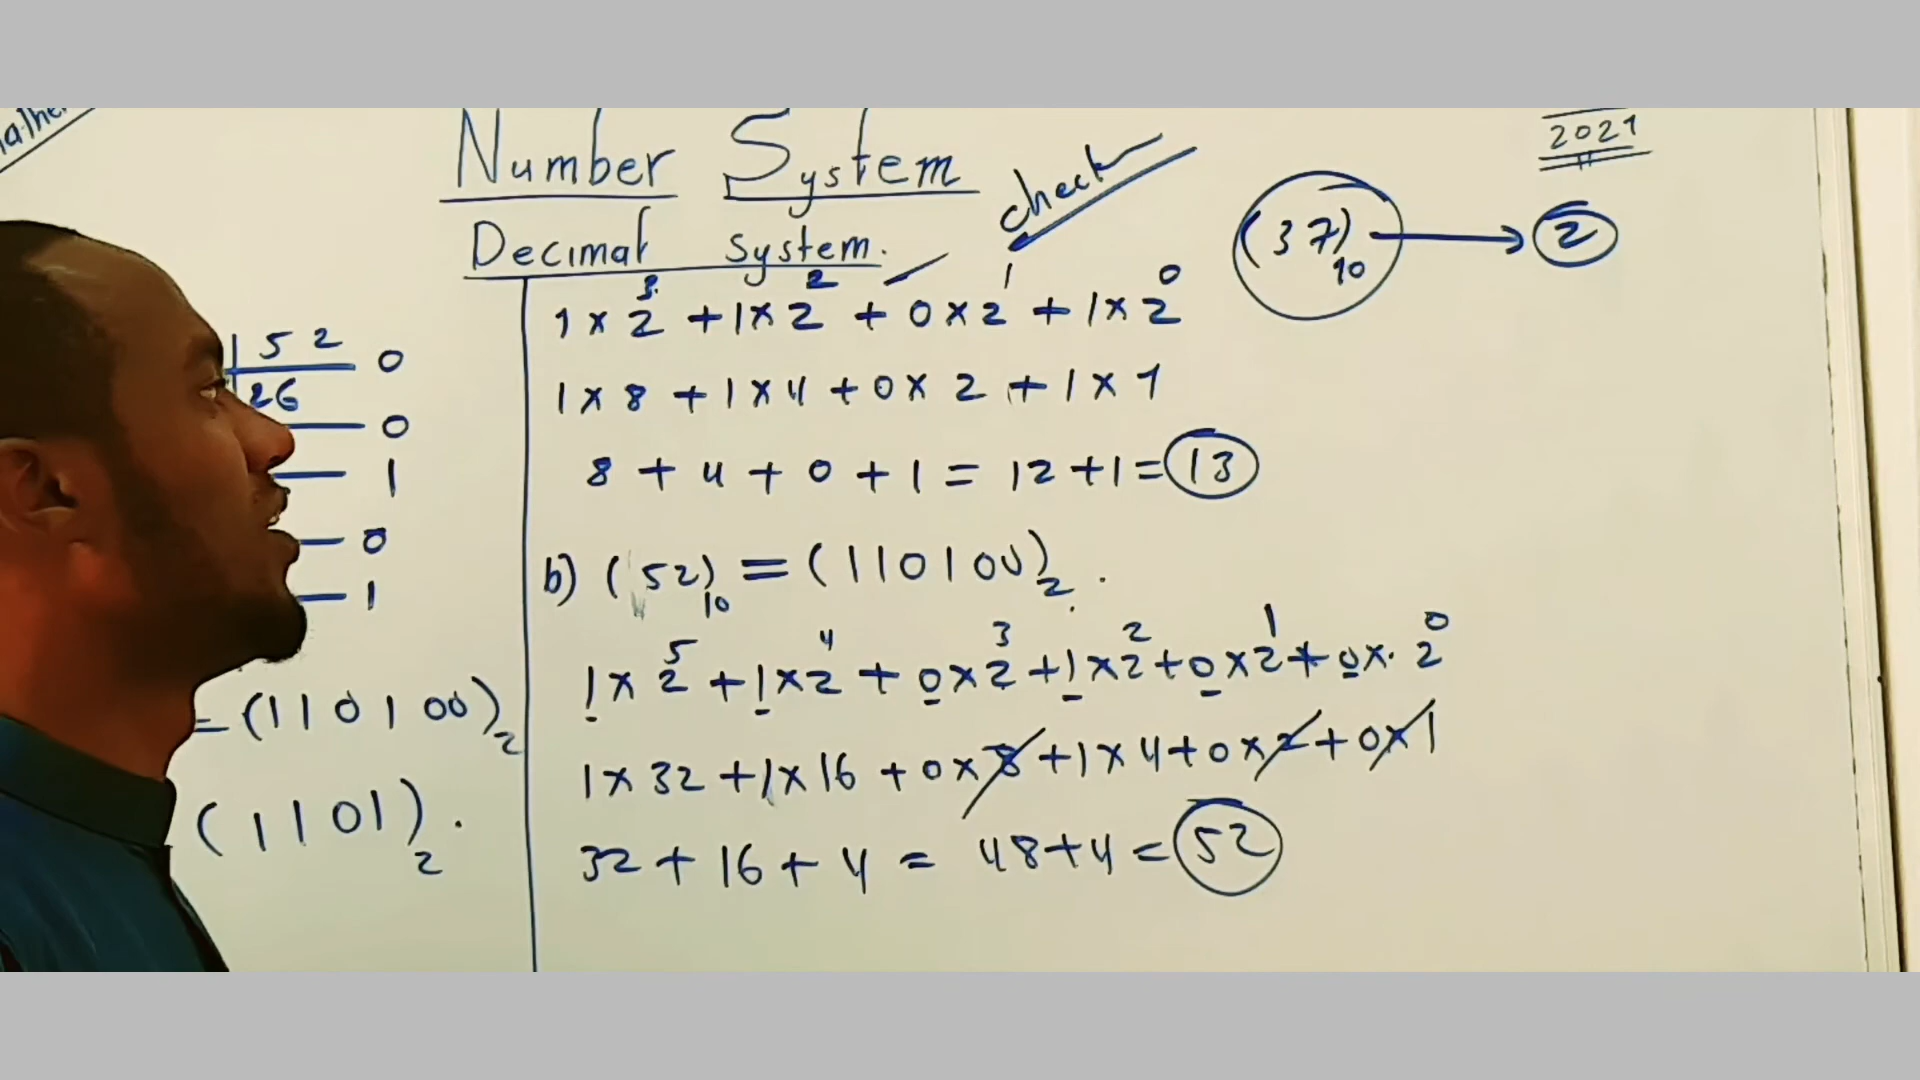 Number System
2021
check
Decimal system.
(37)₁₀ → 2
1 × 2³ + 1 × 2² + 0 × 2¹ + 1 × 2⁰
1 × 8 + 1 × 4 + 0 × 2 + 1 × 1
8 + 4 + 0 + 1 = 12 + 1 = 13
b) (52)₁₀ = (110100)₂.
1 × 2⁵ + 1 × 2⁴ + 0 × 2³ + 1 × 2² + 0 × 2¹ + 0 × 2⁰
1 × 32 + 1 × 16 + 0 × 8 + 1 × 4 + 0 × 2 + 0 × 1
32 + 16 + 4 = 48 + 4 = 52
52 0
26 0
1
0
1
= (110100)₂
(1101)₂.